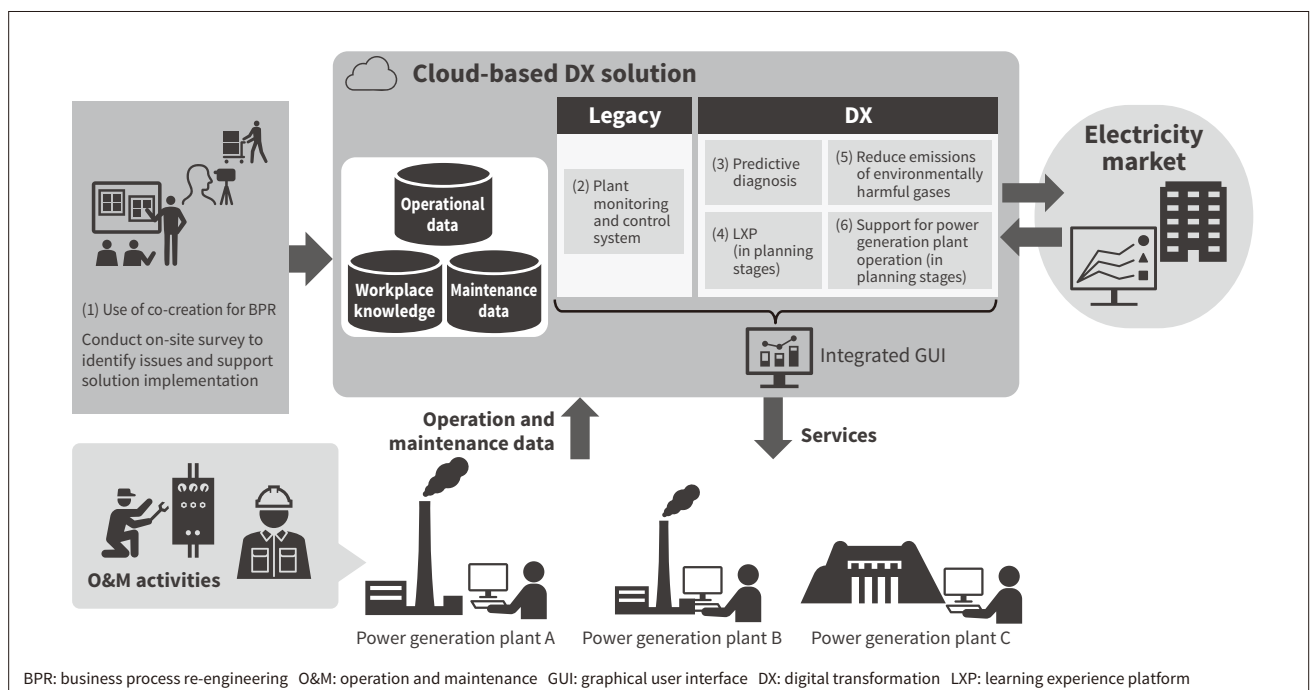 Cloud-based DX solution
Legacy
DX
Electricity
market
Operational
data
Workplace
knowledge
Maintenance
data
(2) Plant
monitoring
and control
system
(3) Predictive
diagnosis
(5) Reduce emissions
of environmentally
harmful gases
(4) LXP
(in planning
stages)
(6) Support for power
generation plant
operation (in
planning stages)
(1) Use of co-creation for BPR
Conduct on-site survey to
identify issues and support
solution implementation
Integrated GUI
Operation and
maintenance data
Services
O&M activities
Power generation plant A
Power generation plant B
Power generation plant C
BPR: business process re-engineering O&M: operation and maintenance GUI: graphical user interface DX: digital transformation LXP: learning experience platform